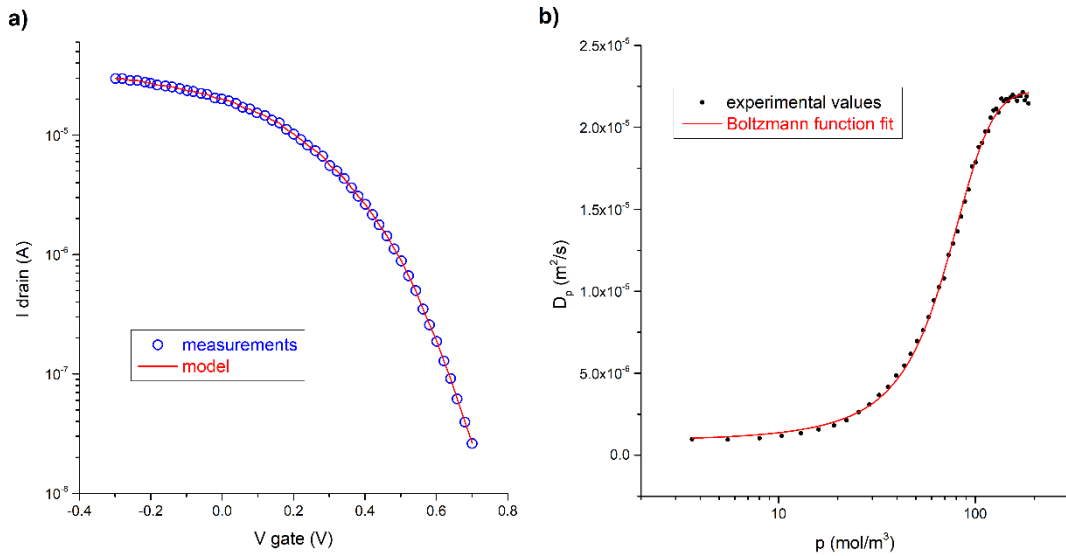 a)
10⁻⁵
10⁻⁶
10⁻⁷
10⁻⁸
I drain (A)
measurements
model
-0.4 -0.2 0.0 0.2 0.4 0.6 0.8
V gate (V)
b)
2.5x10⁻⁵
2.0x10⁻⁵
1.5x10⁻⁵
1.0x10⁻⁵
5.0x10⁻⁶
0.0
Dₚ (m²/s)
experimental values
Boltzmann function fit
10 100
p (mol/m³)